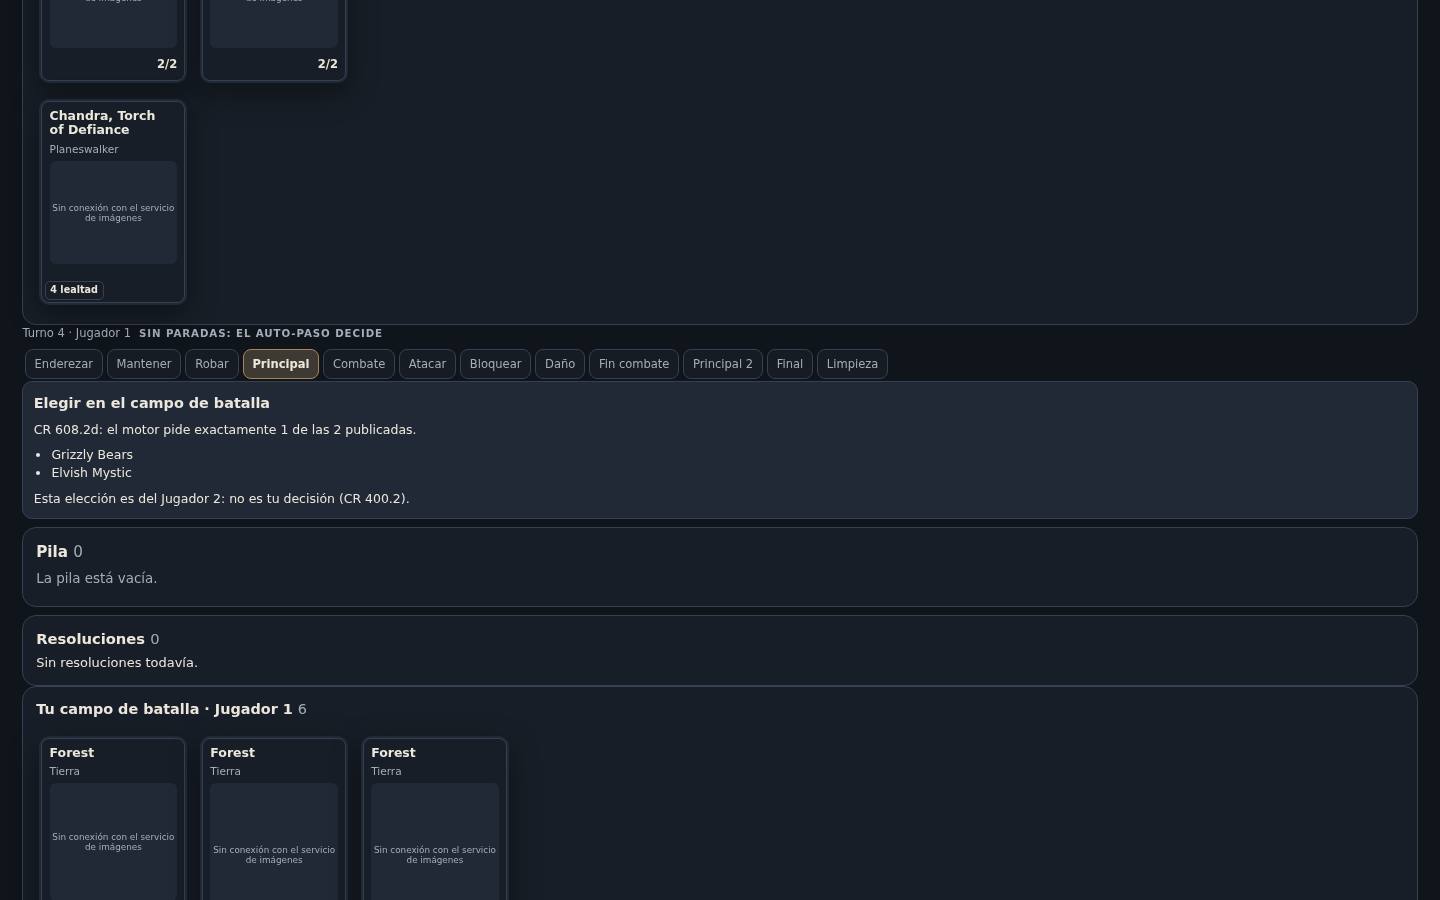 2/2
2/2
Chandra, Torch
of Defiance
Planeswalker
Sin conexión con el servicio
de imágenes
4 lealtad
Turno 4 · Jugador 1 SIN PARADAS: EL AUTO-PASO DECIDE
Enderezar Mantener Robar Principal Combate Atacar Bloquear Daño Fin combate Principal 2 Final Limpieza
Elegir en el campo de batalla
CR 608.2d: el motor pide exactamente 1 de las 2 publicadas.
• Grizzly Bears
• Elvish Mystic
Esta elección es del Jugador 2: no es tu decisión (CR 400.2).
Pila 0
La pila está vacía.
Resoluciones 0
Sin resoluciones todavía.
Tu campo de batalla · Jugador 1 6
Forest
Tierra
Sin conexión con el servicio
de imágenes
Forest
Tierra
Sin conexión con el servicio
de imágenes
Forest
Tierra
Sin conexión con el servicio
de imágenes